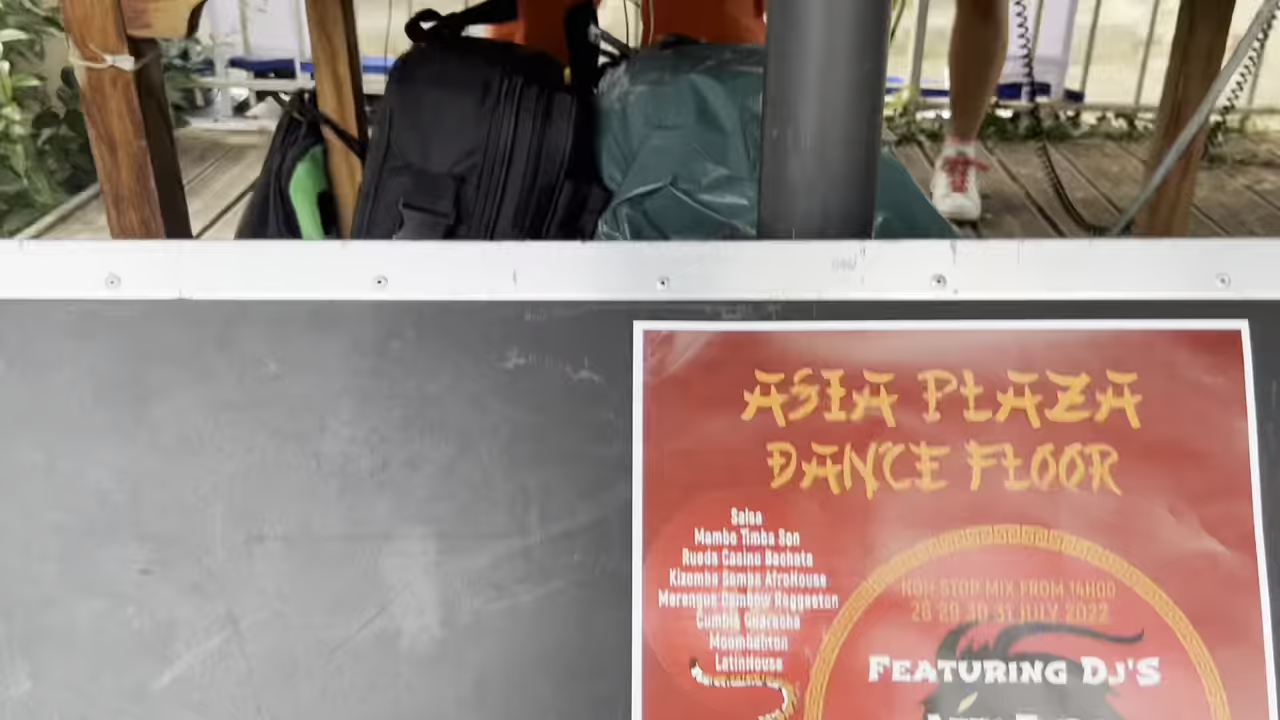 ASIA PLAZA
DANCE FLOOR
Salsa
Mambo Timba Son
Rueda Casino Bachata
Kizomba Samba AfroHouse
Merengue Dembow Reggaeton
Cumbia Guaracha
Moombahton
LatinHouse
NON STOP MIX FROM 14H00
28 29 30 31 JULY 2022
FEATURING DJ'S